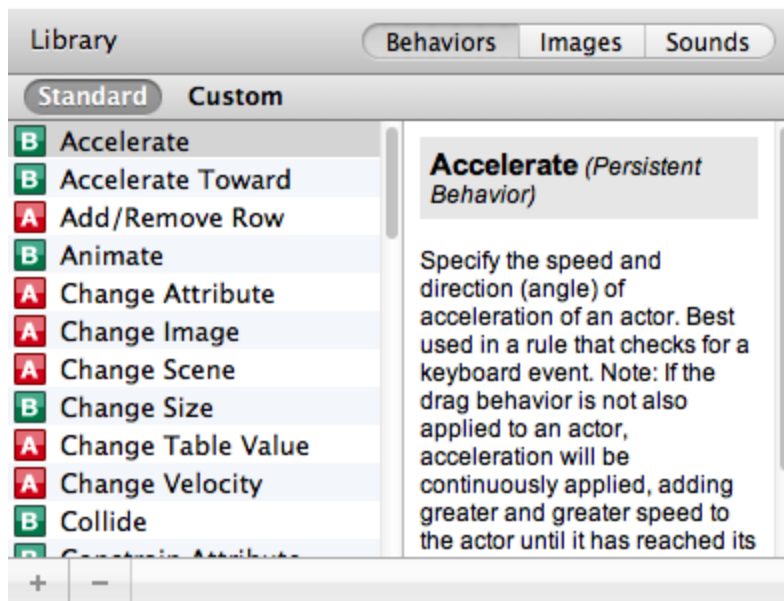 Library
Behaviors Images Sounds
Standard Custom
B Accelerate
B Accelerate Toward
A Add/Remove Row
B Animate
A Change Attribute
A Change Image
A Change Scene
B Change Size
A Change Table Value
A Change Velocity
B Collide
Accelerate (Persistent
Behavior)
Specify the speed and
direction (angle) of
acceleration of an actor. Best
used in a rule that checks for a
keyboard event. Note: If the
drag behavior is not also
applied to an actor,
acceleration will be
continuously applied, adding
greater and greater speed to
the actor until it has reached its
+ −